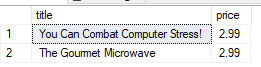 title price
1 You Can Combat Computer Stress! 2.99
2 The Gourmet Microwave 2.99